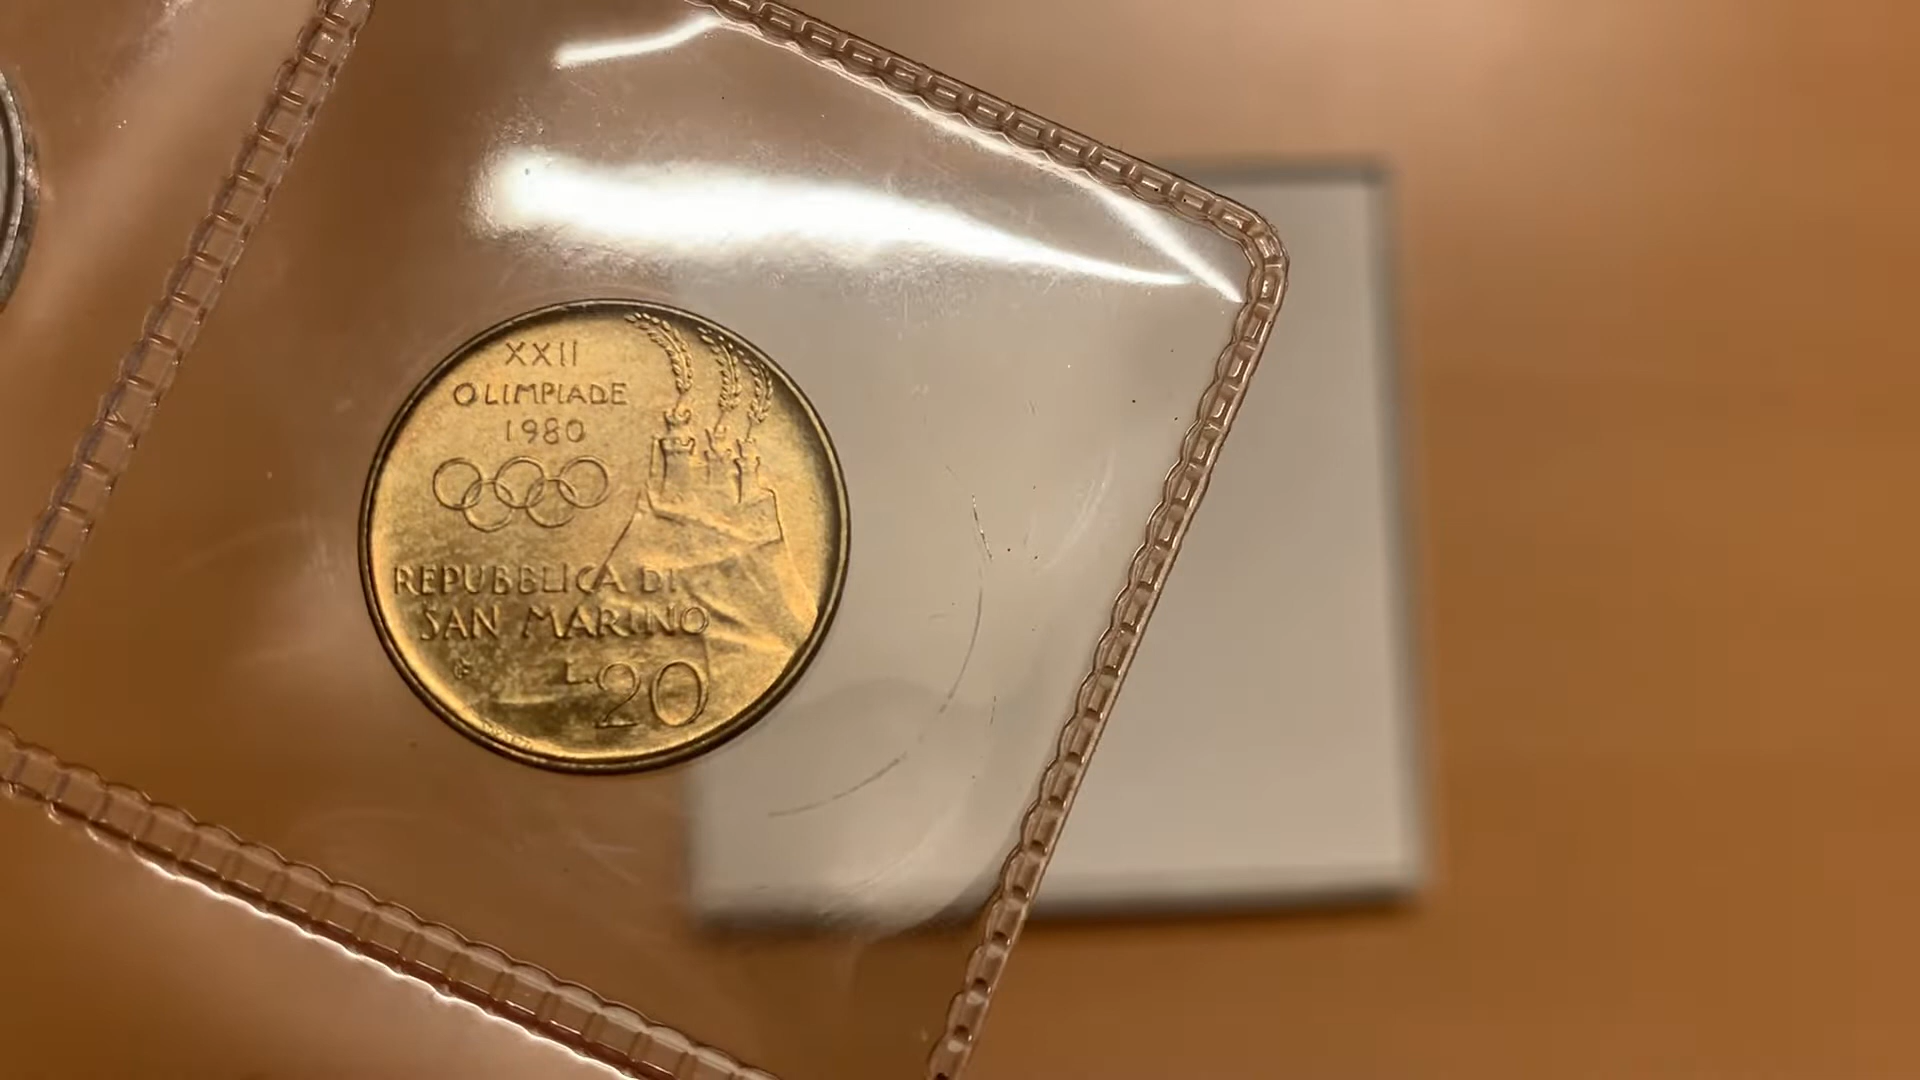 XXII
OLIMPIADE
1980
REPUBBLICA DI
SAN MARINO
L.20